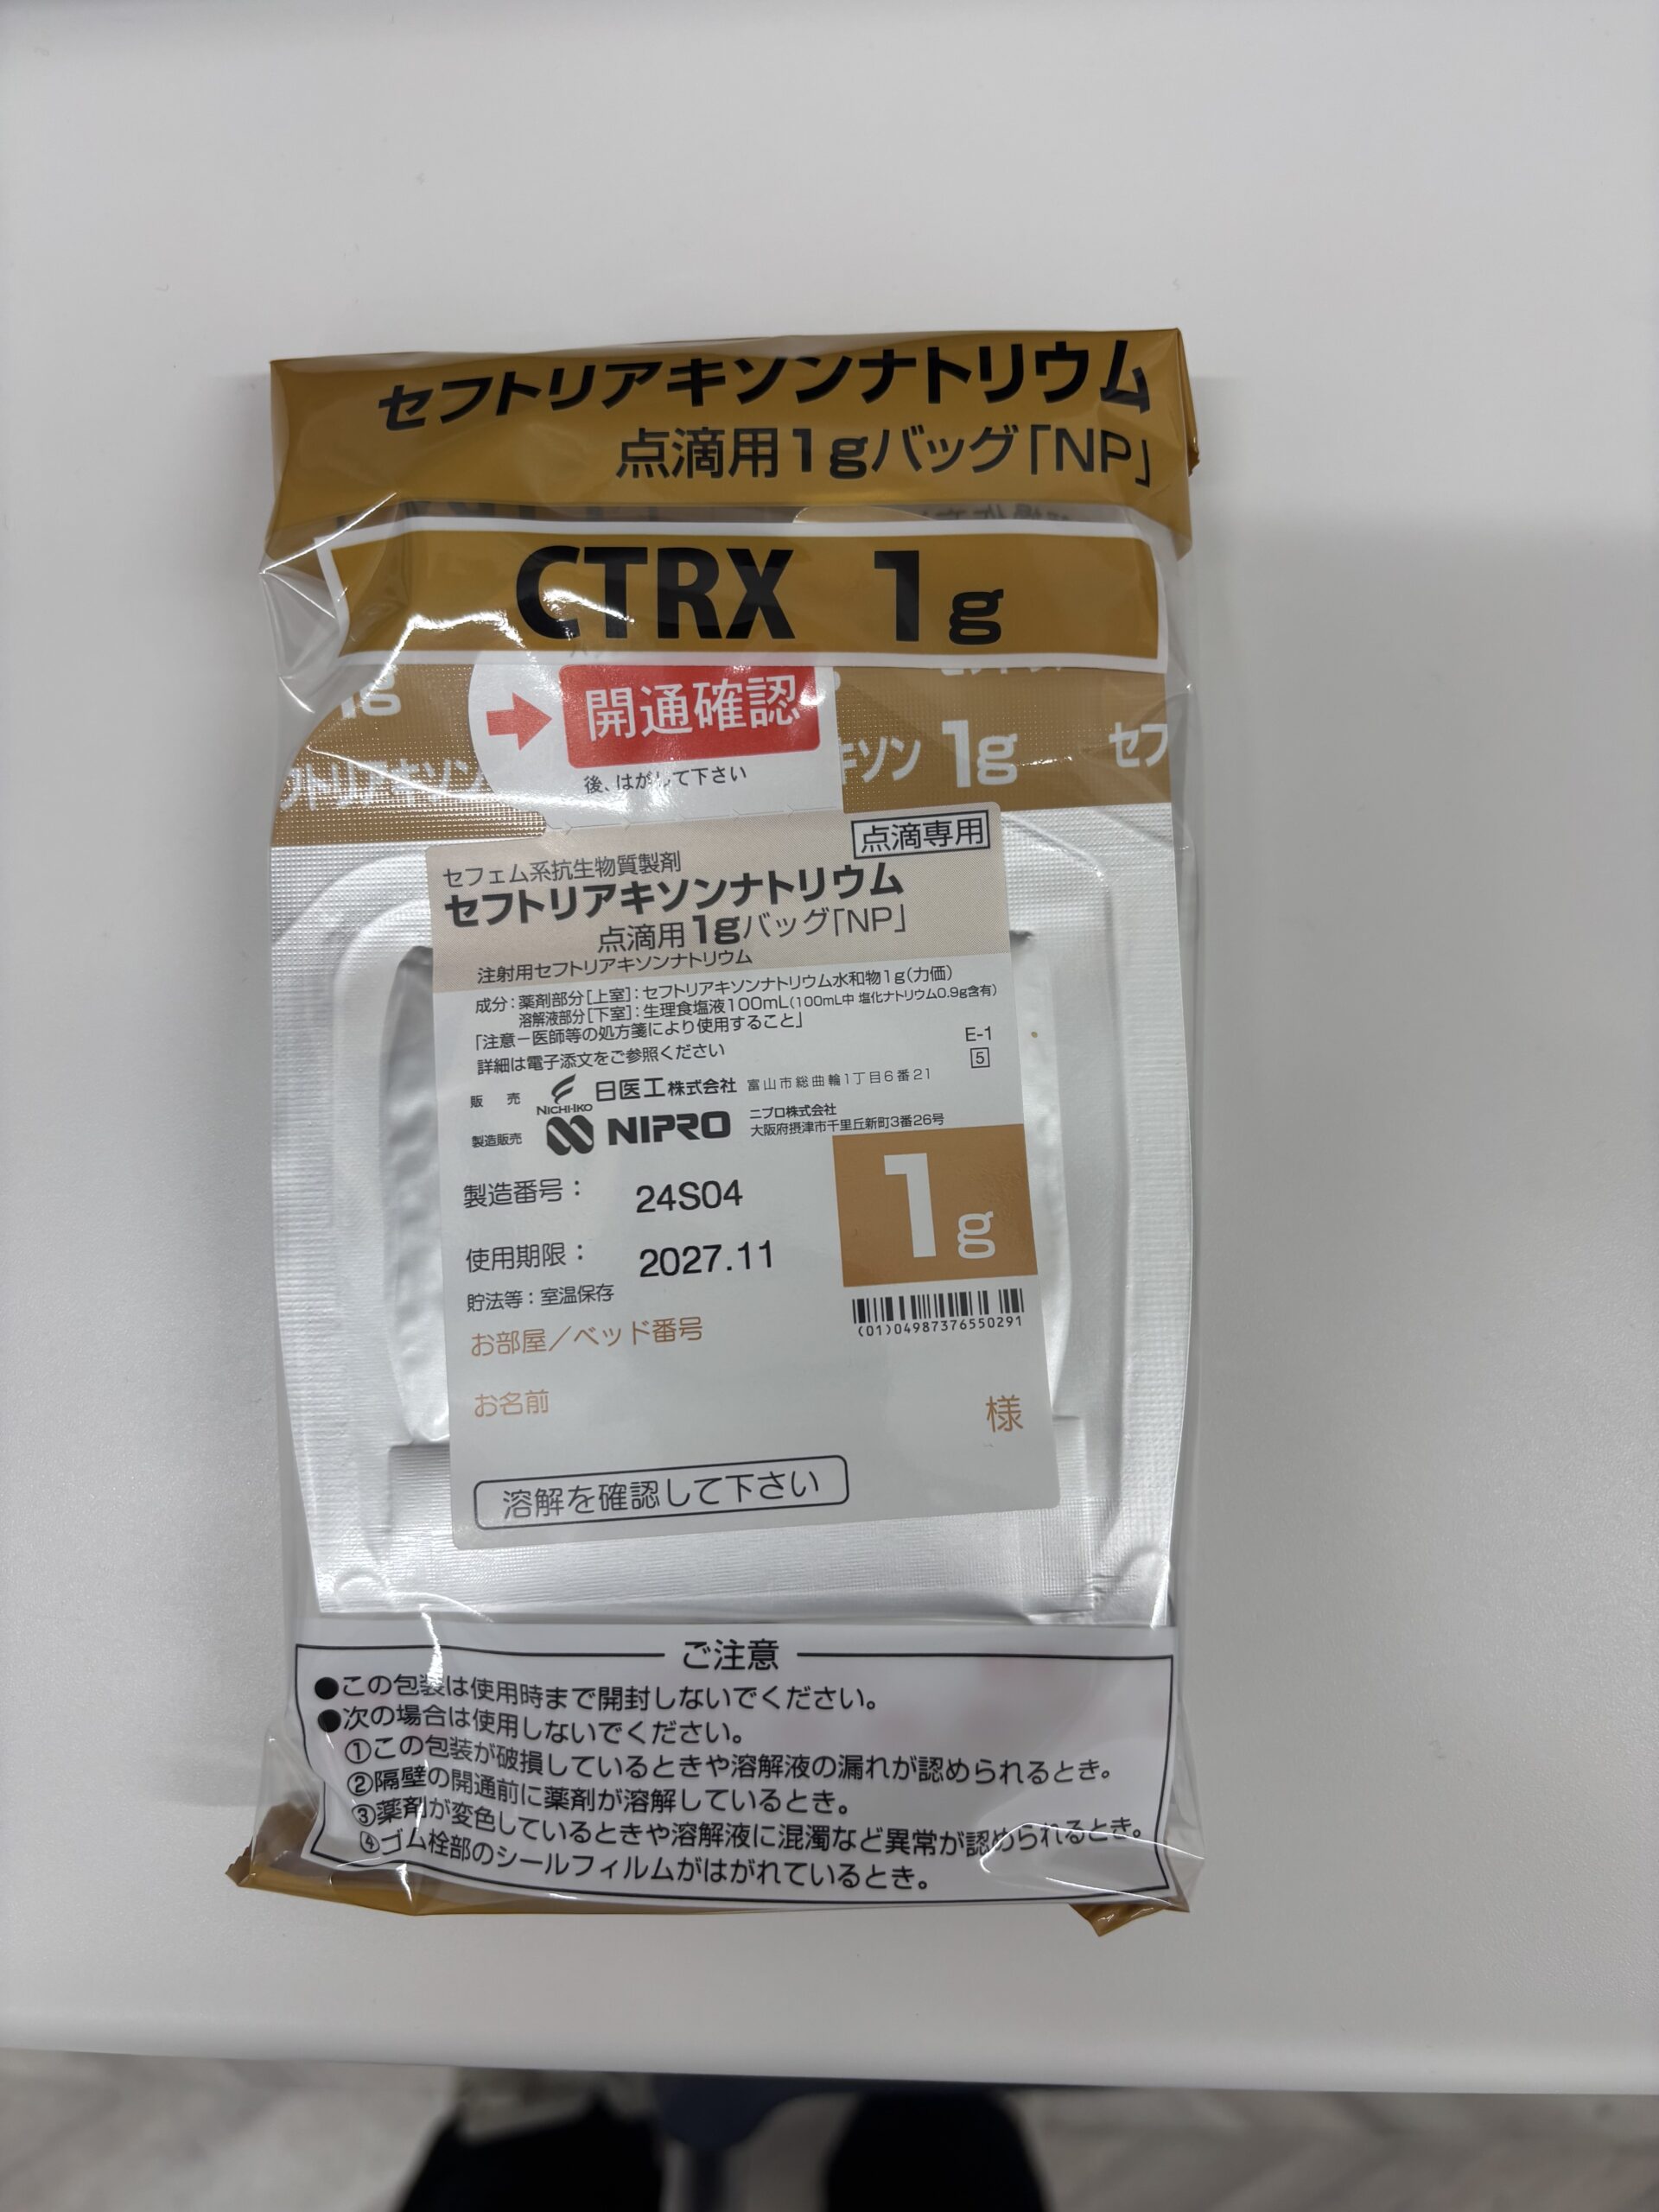 セフトリアキソンナトリウム
点滴用1gバッグ「NP」
CTRX 1g
1g
開通確認
後、はがして下さい
フトリアキソン
キソン 1g
セフ
点滴専用
セフェム系抗生物質製剤
セフトリアキソンナトリウム
点滴用1gバッグ「NP」
注射用セフトリアキソンナトリウム
成分：薬剤部分[上室]：セフトリアキソンナトリウム水和物1g(力価)
溶解液部分[下室]：生理食塩液100mL(100mL中 塩化ナトリウム0.9g含有)
「注意－医師等の処方箋により使用すること」
詳細は電子添文をご参照ください
E-1
5
販売 NICHI-IKO 日医工株式会社 富山市総曲輪1丁目6番21
製造販売 NIPRO ニプロ株式会社
大阪府摂津市千里丘新町3番26号
製造番号： 24S04
使用期限： 2027.11
1g
貯法等：室温保存
(01)04987376550291
お部屋／ベッド番号
お名前 様
溶解を確認して下さい
ご注意
●この包装は使用時まで開封しないでください。
●次の場合は使用しないでください。
①この包装が破損しているときや溶解液の漏れが認められるとき。
②隔壁の開通前に薬剤が溶解しているとき。
③薬剤が変色しているときや溶解液に混濁など異常が認められるとき。
④ゴム栓部のシールフィルムがはがれているとき。